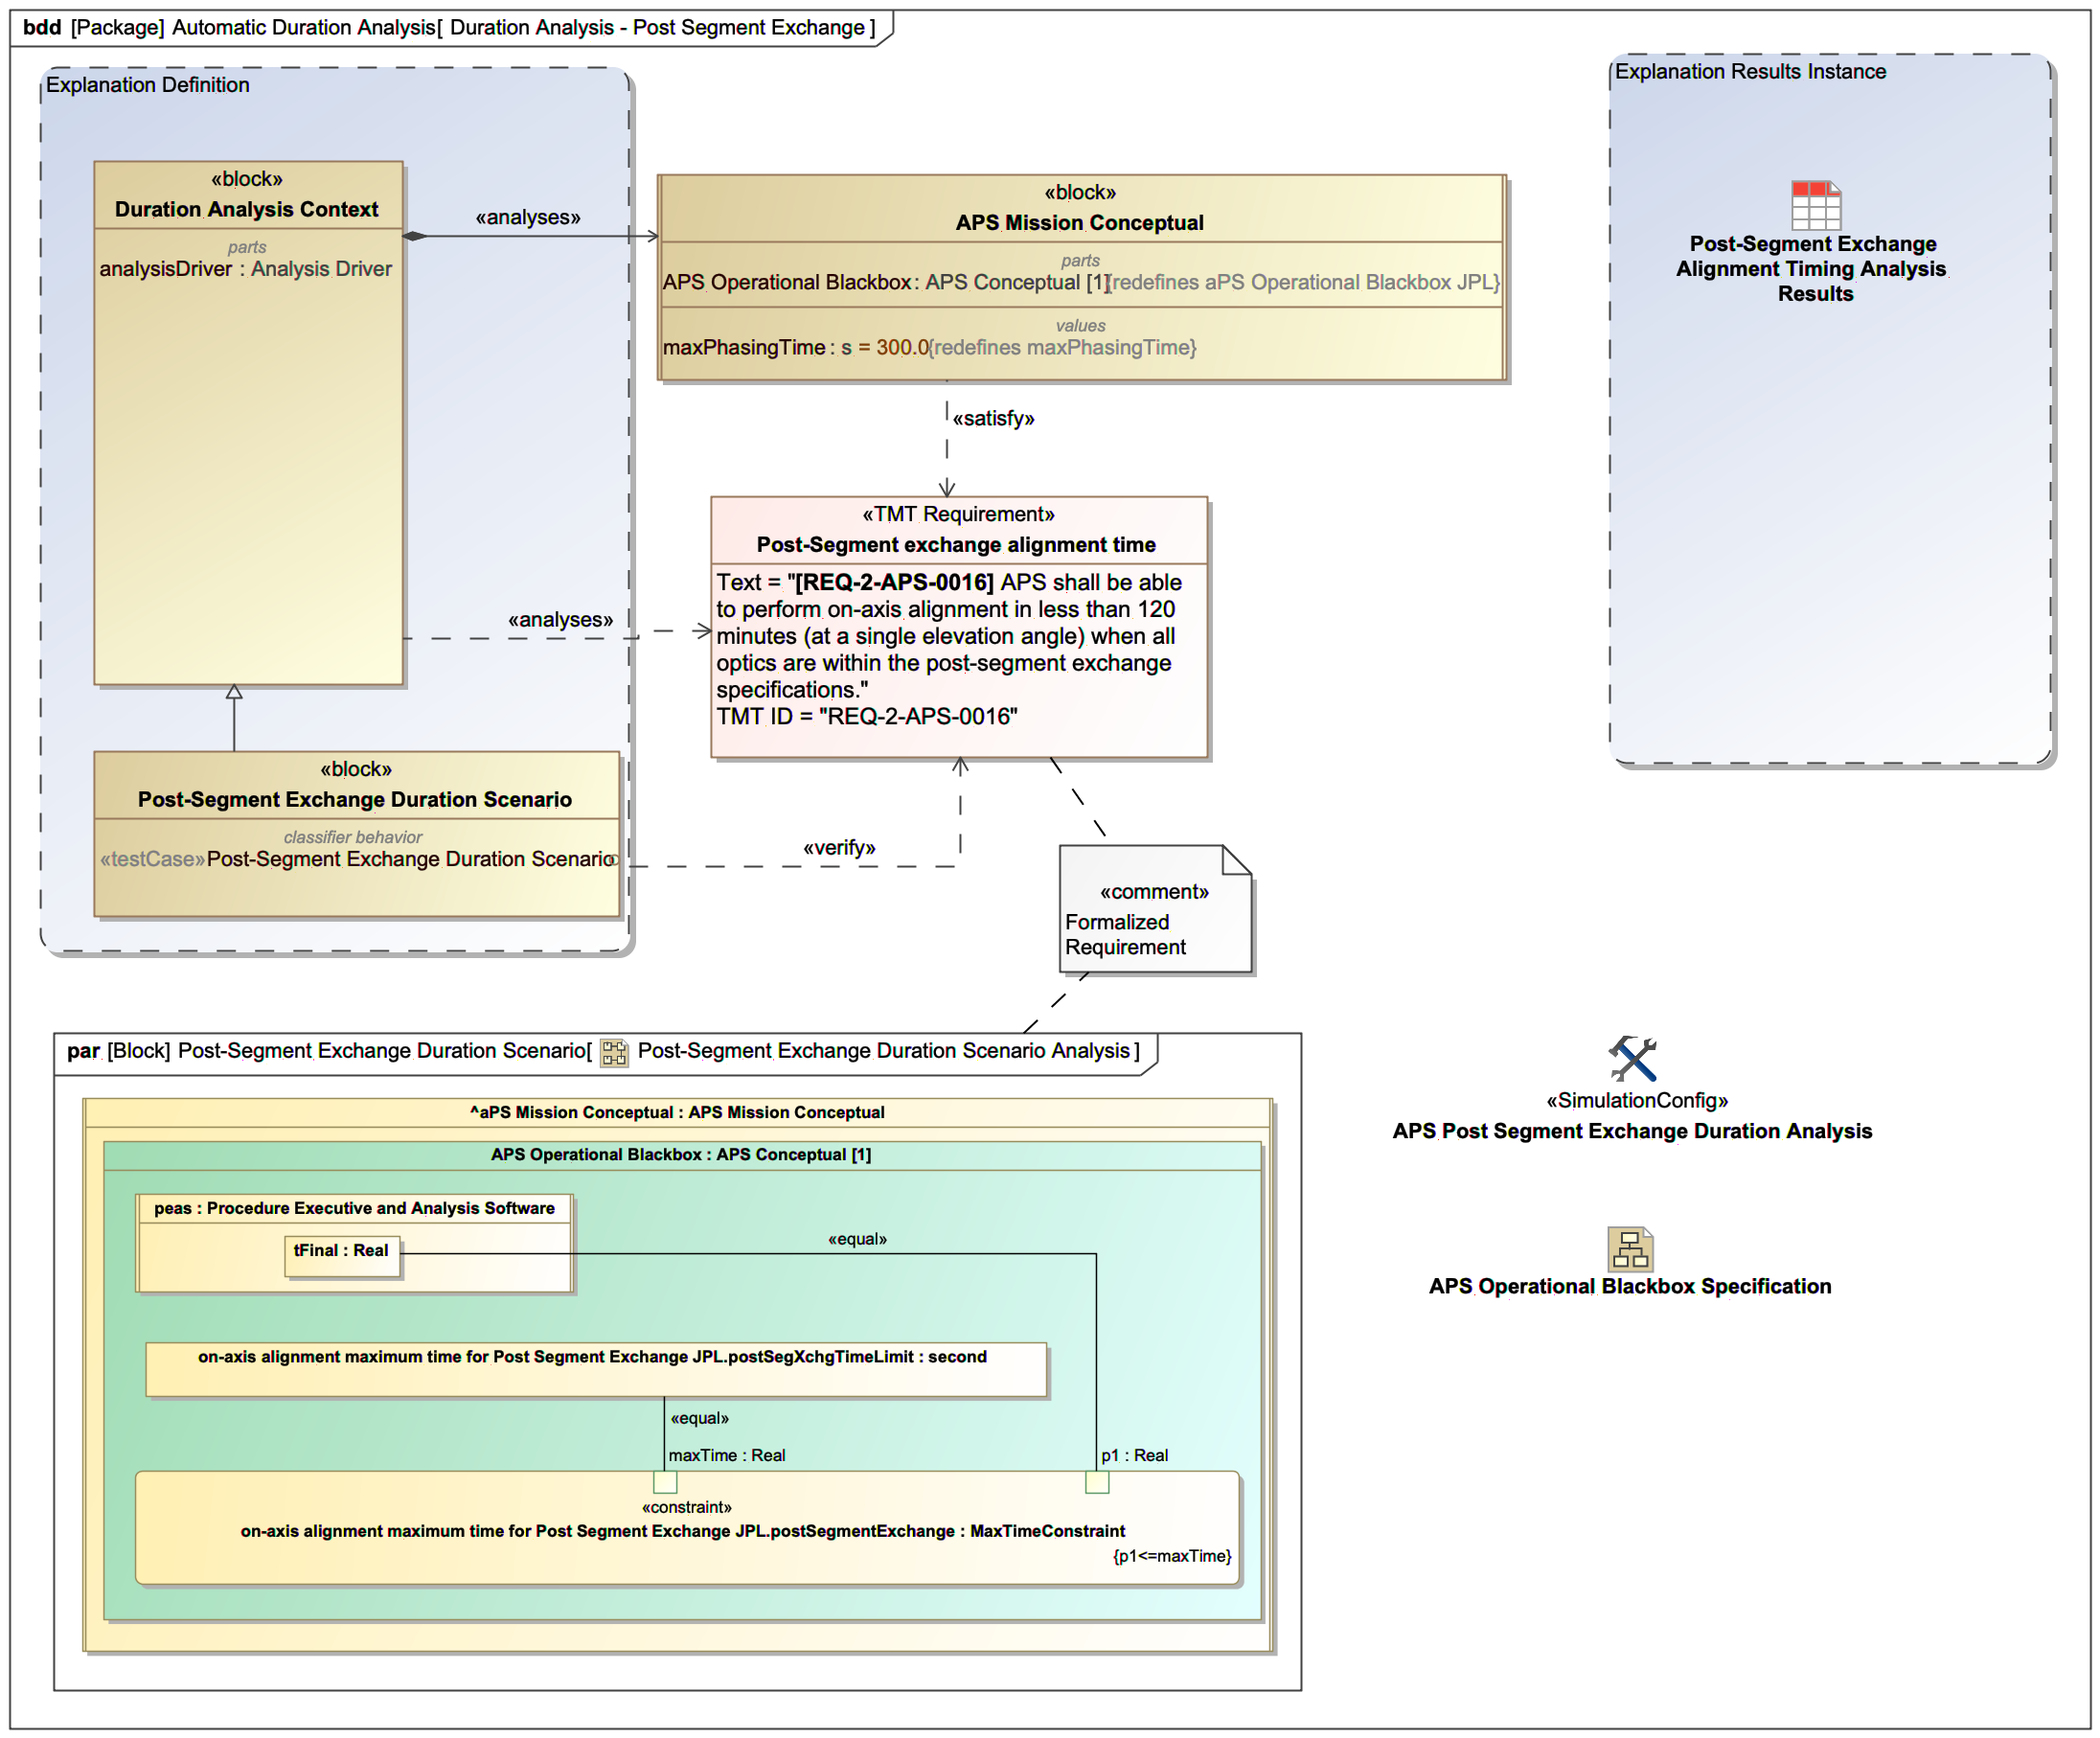 bdd [Package] Automatic Duration Analysis[ Duration Analysis - Post Segment Exchange ]
Explanation Definition
«block»
Duration Analysis Context
parts
analysisDriver : Analysis Driver
«analyses»
«block»
APS Mission Conceptual
parts
APS Operational Blackbox : APS Conceptual [1]{redefines aPS Operational Blackbox JPL}
values
maxPhasingTime : s = 300.0{redefines maxPhasingTime}
Explanation Results Instance
Post-Segment Exchange
Alignment Timing Analysis
Results
«satisfy»
«TMT Requirement»
Post-Segment exchange alignment time
Text = "[REQ-2-APS-0016] APS shall be able
to perform on-axis alignment in less than 120
minutes (at a single elevation angle) when all
optics are within the post-segment exchange
specifications."
TMT ID = "REQ-2-APS-0016"
«analyses»
«block»
Post-Segment Exchange Duration Scenario
classifier behavior
«testCase»Post-Segment Exchange Duration Scenario
«verify»
«comment»
Formalized
Requirement
par [Block] Post-Segment Exchange Duration Scenario[ Post-Segment Exchange Duration Scenario Analysis ]
^aPS Mission Conceptual : APS Mission Conceptual
APS Operational Blackbox : APS Conceptual [1]
peas : Procedure Executive and Analysis Software
tFinal : Real
«equal»
on-axis alignment maximum time for Post Segment Exchange JPL.postSegXchgTimeLimit : second
«equal»
maxTime : Real
p1 : Real
«constraint»
on-axis alignment maximum time for Post Segment Exchange JPL.postSegmentExchange : MaxTimeConstraint
{p1<=maxTime}
«SimulationConfig»
APS Post Segment Exchange Duration Analysis
APS Operational Blackbox Specification